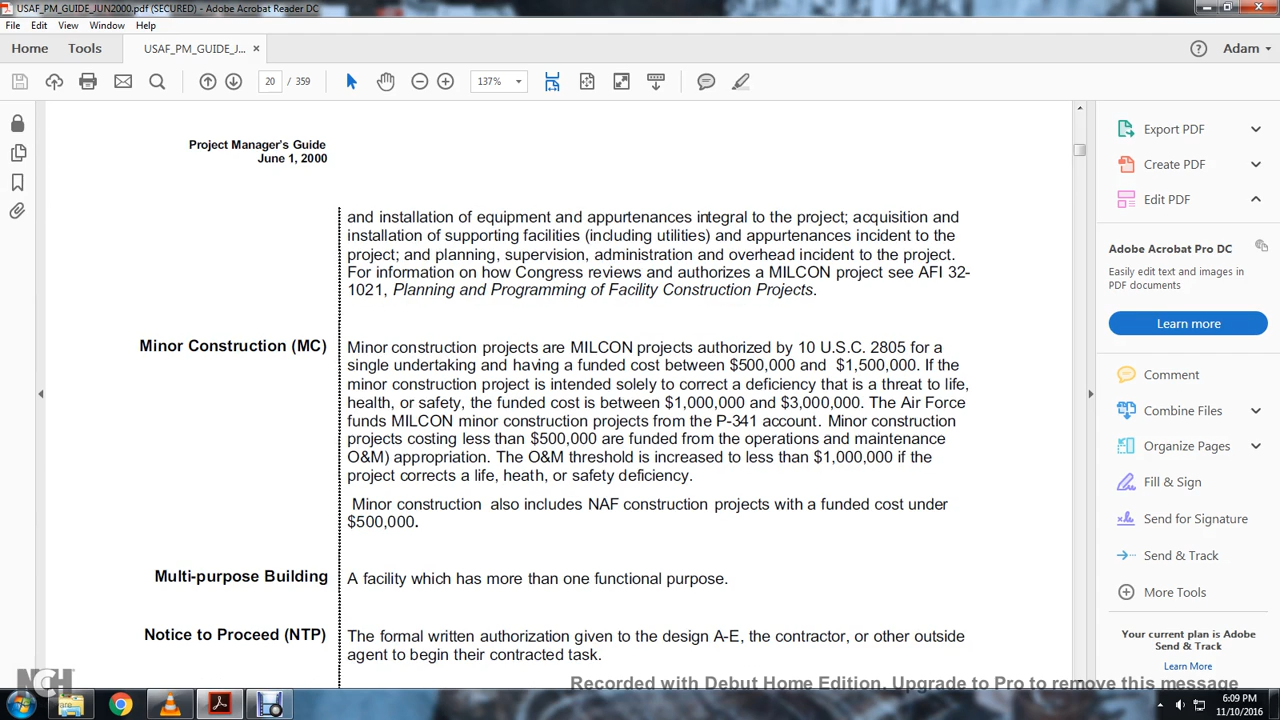 USAF_PM_GUIDE_JUN2000.pdf (SECURED) - Adobe Acrobat Reader DC
File Edit View Window Help
Home Tools USAF_PM_GUIDE_J... × Adam
20 / 359 137%
Project Manager's Guide
June 1, 2000
and installation of equipment and appurtenances integral to the project; acquisition and
installation of supporting facilities (including utilities) and appurtenances incident to the
project; and planning, supervision, administration and overhead incident to the project.
For information on how Congress reviews and authorizes a MILCON project see AFI 32-
1021, Planning and Programming of Facility Construction Projects.
Minor Construction (MC)
Minor construction projects are MILCON projects authorized by 10 U.S.C. 2805 for a
single undertaking and having a funded cost between $500,000 and $1,500,000. If the
minor construction project is intended solely to correct a deficiency that is a threat to life,
health, or safety, the funded cost is between $1,000,000 and $3,000,000. The Air Force
funds MILCON minor construction projects from the P-341 account. Minor construction
projects costing less than $500,000 are funded from the operations and maintenance
O&M) appropriation. The O&M threshold is increased to less than $1,000,000 if the
project corrects a life, heath, or safety deficiency.
Minor construction also includes NAF construction projects with a funded cost under
$500,000.
Multi-purpose Building
A facility which has more than one functional purpose.
Notice to Proceed (NTP)
The formal written authorization given to the design A-E, the contractor, or other outside
agent to begin their contracted task.
Export PDF
Create PDF
Edit PDF
Adobe Acrobat Pro DC
Easily edit text and images in
PDF documents
Learn more
Comment
Combine Files
Organize Pages
Fill & Sign
Send for Signature
Send & Track
More Tools
Your current plan is Adobe
Send & Track
Learn More
NCH
Recorded with Debut Home Edition. Upgrade to Pro to remove this message
6:09 PM
11/10/2016